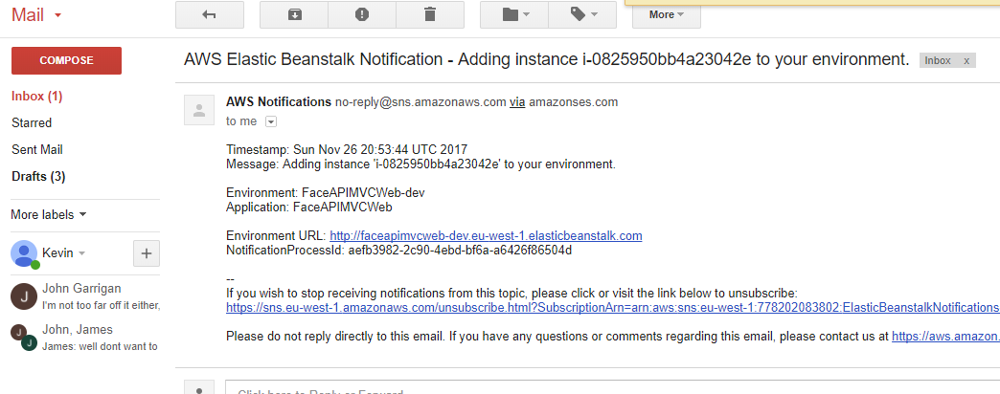 Mail
More
COMPOSE
AWS Elastic Beanstalk Notification - Adding instance i-0825950bb4a23042e to your environment.
Inbox x
Inbox (1)
Starred
Sent Mail
Drafts (3)
More labels
Kevin
John Garrigan
I'm not too far off it either,
John, James
James: well dont want to
J
J
J
AWS Notifications no-reply@sns.amazonaws.com via amazonses.com
to me
Timestamp: Sun Nov 26 20:53:44 UTC 2017
Message: Adding instance 'i-0825950bb4a23042e' to your environment.
Environment: FaceAPIMVCWeb-dev
Application: FaceAPIMVCWeb
Environment URL: http://faceapimvcweb-dev.eu-west-1.elasticbeanstalk.com
NotificationProcessId: aefb3982-2c90-4ebd-bf6a-a6426f86504d
--
If you wish to stop receiving notifications from this topic, please click or visit the link below to unsubscribe:
https://sns.eu-west-1.amazonaws.com/unsubscribe.html?SubscriptionArn=arn:aws:sns:eu-west-1:778202083802:ElasticBeanstalkNotifications
Please do not reply directly to this email. If you have any questions or comments regarding this email, please contact us at https://aws.amazon.
Click here to Reply or Forward